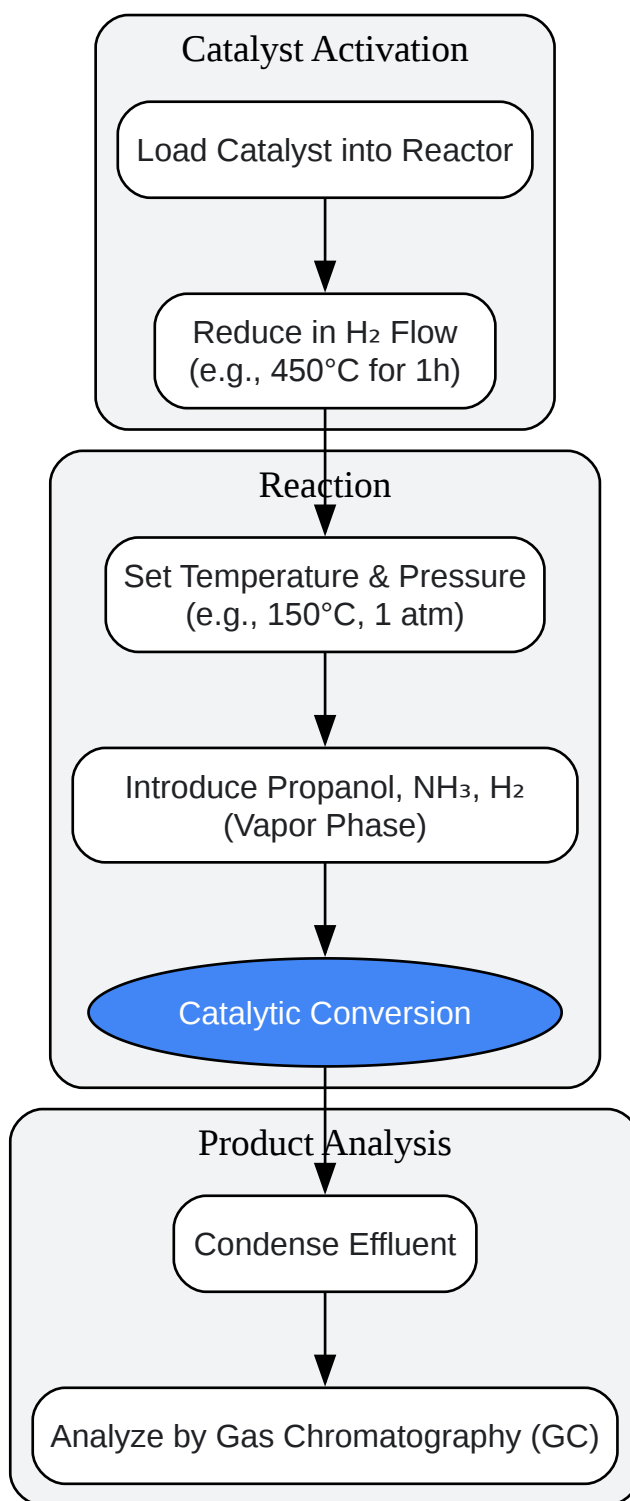 Catalyst Activation
Load Catalyst into Reactor
Reduce in H₂ Flow
(e.g., 450°C for 1h)
Reaction
Set Temperature & Pressure
(e.g., 150°C, 1 atm)
Introduce Propanol, NH₃, H₂
(Vapor Phase)
Catalytic Conversion
Product Analysis
Condense Effluent
Analyze by Gas Chromatography (GC)